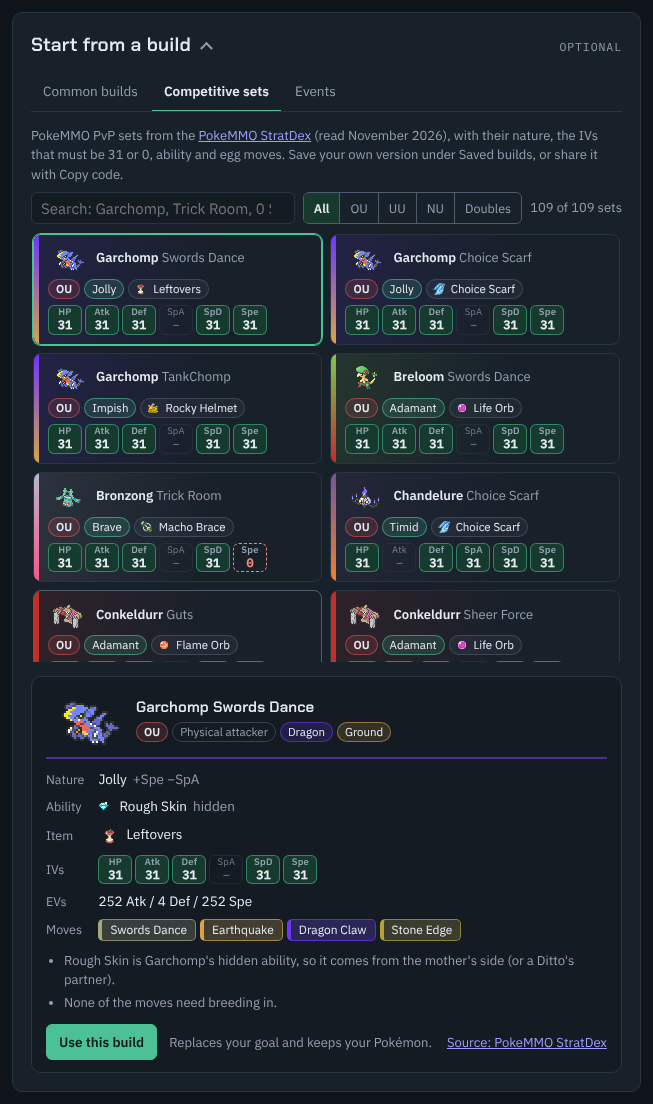 Start from a build
OPTIONAL
Common builds Competitive sets Events
PokeMMO PvP sets from the PokeMMO StratDex (read November 2026), with their nature, the IVs
that must be 31 or 0, ability and egg moves. Save your own version under Saved builds, or share it
with Copy code.
Search: Garchomp, Trick Room, 0 All OU UU NU Doubles 109 of 109 sets
Garchomp Swords Dance
OU Jolly Leftovers
HP Atk Def SpA SpD Spe
31 31 31 – 31 31
Garchomp Choice Scarf
OU Jolly Choice Scarf
HP Atk Def SpA SpD Spe
31 31 31 – 31 31
Garchomp TankChomp
OU Impish Rocky Helmet
HP Atk Def SpA SpD Spe
31 31 31 – 31 31
Breloom Swords Dance
OU Adamant Life Orb
HP Atk Def SpA SpD Spe
31 31 31 – 31 31
Bronzong Trick Room
OU Brave Macho Brace
HP Atk Def SpA SpD Spe
31 31 31 – 31 0
Chandelure Choice Scarf
OU Timid Choice Scarf
HP Atk Def SpA SpD Spe
31 – 31 31 31 31
Conkeldurr Guts
OU Adamant Flame Orb
Conkeldurr Sheer Force
OU Adamant Life Orb
Garchomp Swords Dance
OU Physical attacker Dragon Ground
Nature Jolly +Spe −SpA
Ability Rough Skin hidden
Item Leftovers
HP Atk Def SpA SpD Spe
IVs 31 31 31 – 31 31
EVs 252 Atk / 4 Def / 252 Spe
Moves Swords Dance Earthquake Dragon Claw Stone Edge
• Rough Skin is Garchomp's hidden ability, so it comes from the mother's side (or a Ditto's
partner).
• None of the moves need breeding in.
Use this build Replaces your goal and keeps your Pokémon. Source: PokeMMO StratDex